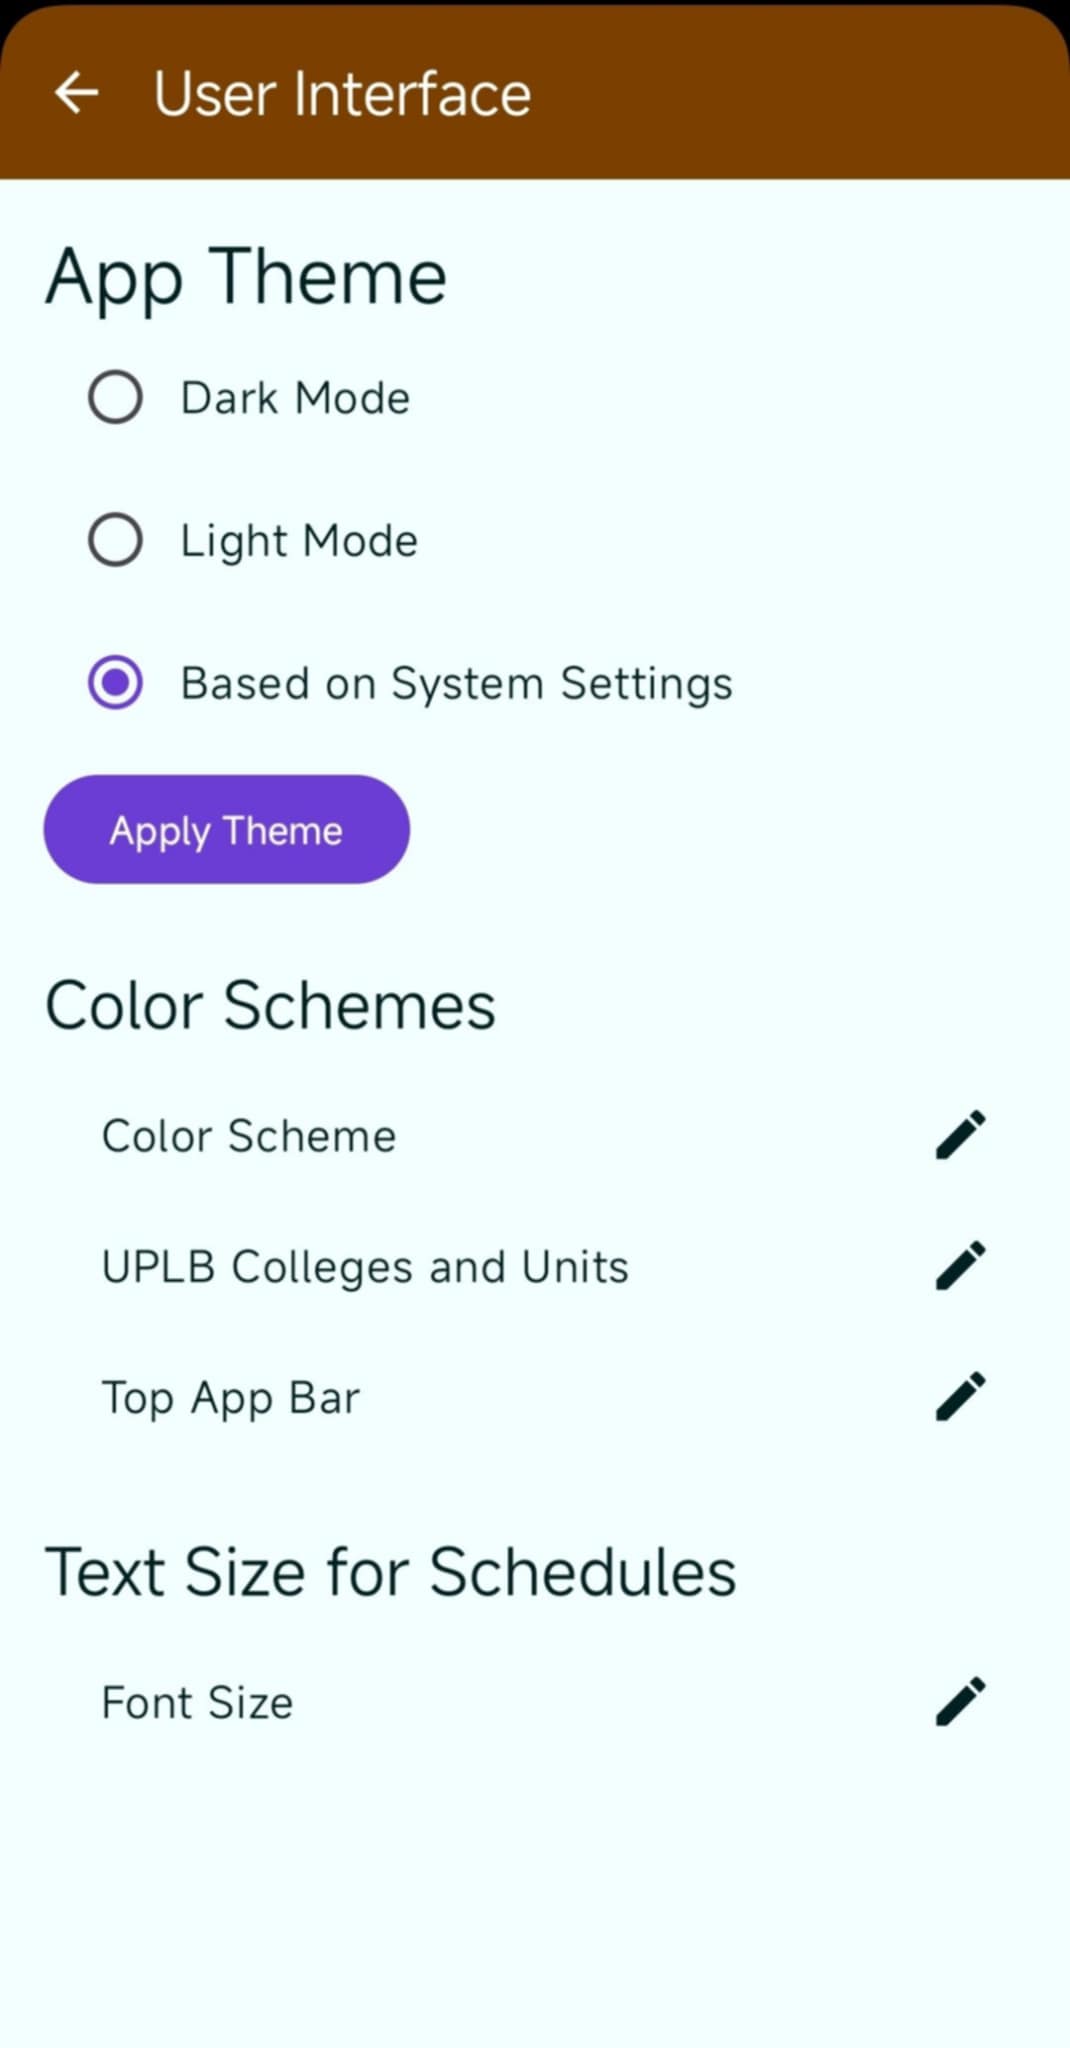 User Interface
App Theme
Dark Mode
Light Mode
Based on System Settings
Apply Theme
Color Schemes
Color Scheme
UPLB Colleges and Units
Top App Bar
Text Size for Schedules
Font Size